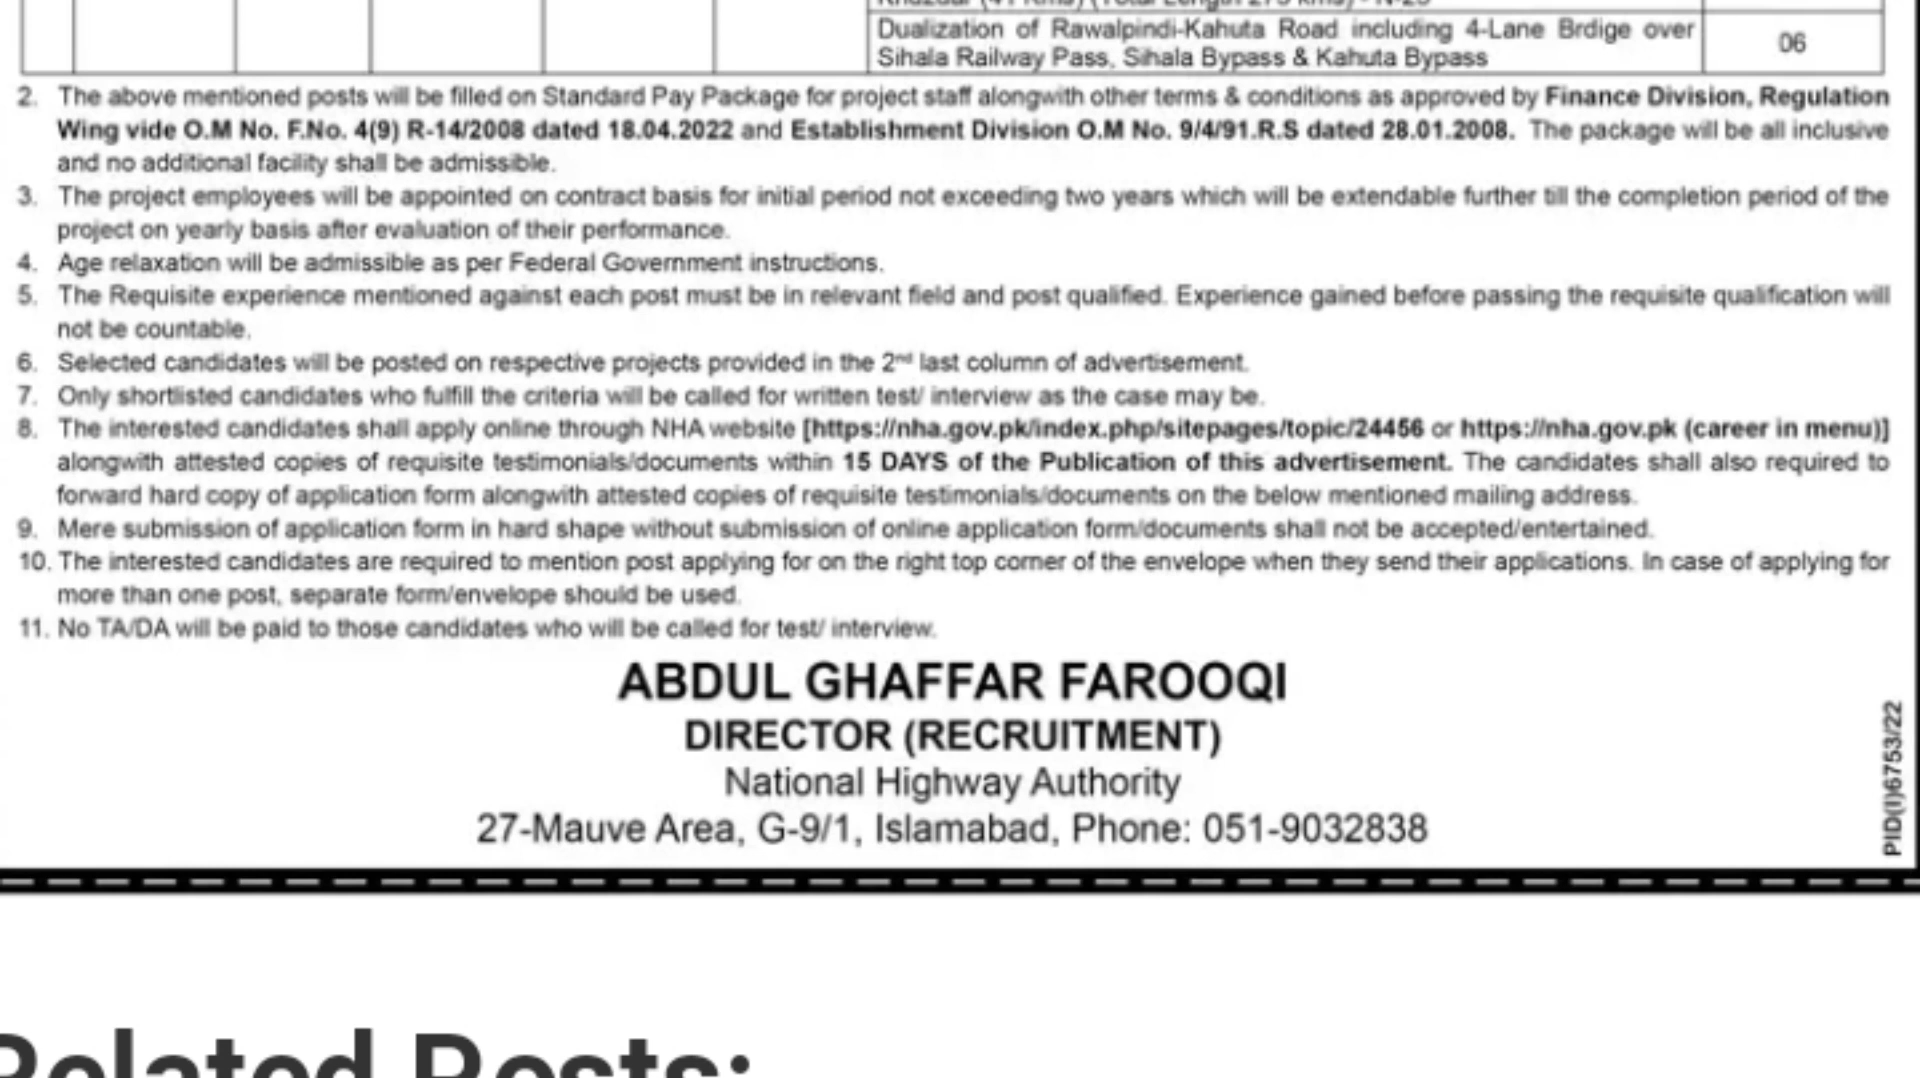 Khuzdar (41 Kms) (Total Length 275 kms) - N-25
Dualization of Rawalpindi-Kahuta Road including 4-Lane Brdige over
Sihala Railway Pass, Sihala Bypass & Kahuta Bypass
06
2. The above mentioned posts will be filled on Standard Pay Package for project staff alongwith other terms & conditions as approved by Finance Division, Regulation
Wing vide O.M No. F.No. 4(9) R-14/2008 dated 18.04.2022 and Establishment Division O.M No. 9/4/91.R.S dated 28.01.2008. The package will be all inclusive
and no additional facility shall be admissible.
3. The project employees will be appointed on contract basis for initial period not exceeding two years which will be extendable further till the completion period of the
project on yearly basis after evaluation of their performance.
4. Age relaxation will be admissible as per Federal Government instructions.
5. The Requisite experience mentioned against each post must be in relevant field and post qualified. Experience gained before passing the requisite qualification will
not be countable.
6. Selected candidates will be posted on respective projects provided in the 2nd last column of advertisement.
7. Only shortlisted candidates who fulfill the criteria will be called for written test/ interview as the case may be.
8. The interested candidates shall apply online through NHA website [https://nha.gov.pk/index.php/sitepages/topic/24456 or https://nha.gov.pk (career in menu)]
alongwith attested copies of requisite testimonials/documents within 15 DAYS of the Publication of this advertisement. The candidates shall also required to
forward hard copy of application form alongwith attested copies of requisite testimonials/documents on the below mentioned mailing address.
9. Mere submission of application form in hard shape without submission of online application form/documents shall not be accepted/entertained.
10. The interested candidates are required to mention post applying for on the right top corner of the envelope when they send their applications. In case of applying for
more than one post, separate form/envelope should be used.
11. No TA/DA will be paid to those candidates who will be called for test/ interview.
ABDUL GHAFFAR FAROOQI
DIRECTOR (RECRUITMENT)
National Highway Authority
27-Mauve Area, G-9/1, Islamabad, Phone: 051-9032838
PID(I)6753/22
Related Posts: